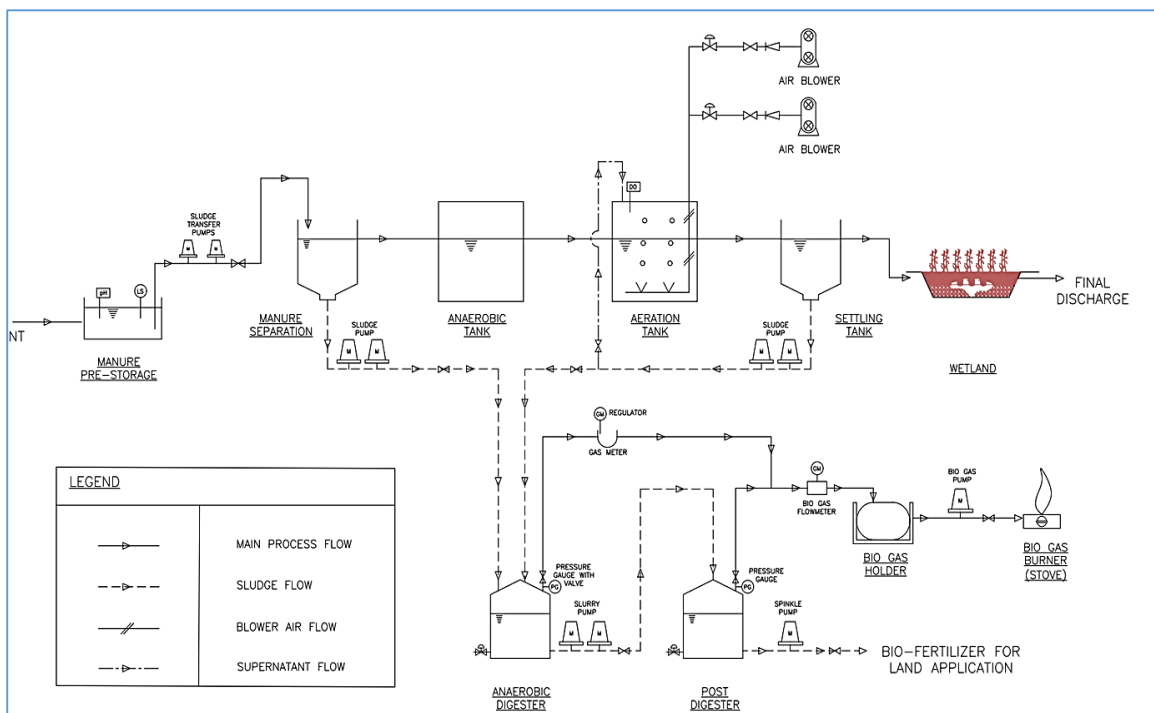 AIR BLOWER
AIR BLOWER
DO
SLUDGE
TRANSFER
PUMPS
M
M
pH
LS
NT
MANURE
PRE-STORAGE
MANURE
SEPARATION
ANAEROBIC
TANK
AERATION
TANK
SETTLING
TANK
WETLAND
FINAL
DISCHARGE
SLUDGE
PUMP
M
M
SLUDGE
PUMP
M
M
GM
REGULATOR
GAS METER
GM
BIO GAS
FLOWMETER
BIO GAS
HOLDER
BIO GAS
PUMP
M
BIO GAS
BURNER
(STOVE)
PRESSURE
GAUGE WITH
VALVE
PG
SLURRY
PUMP
M
M
PRESSURE
GAUGE
PG
SPINKLE PUMP
M
BIO-FERTILIZER FOR
LAND APPLICATION
ANAEROBIC
DIGESTER
POST
DIGESTER
LEGEND
MAIN PROCESS FLOW
SLUDGE FLOW
BLOWER AIR FLOW
SUPERNATANT FLOW